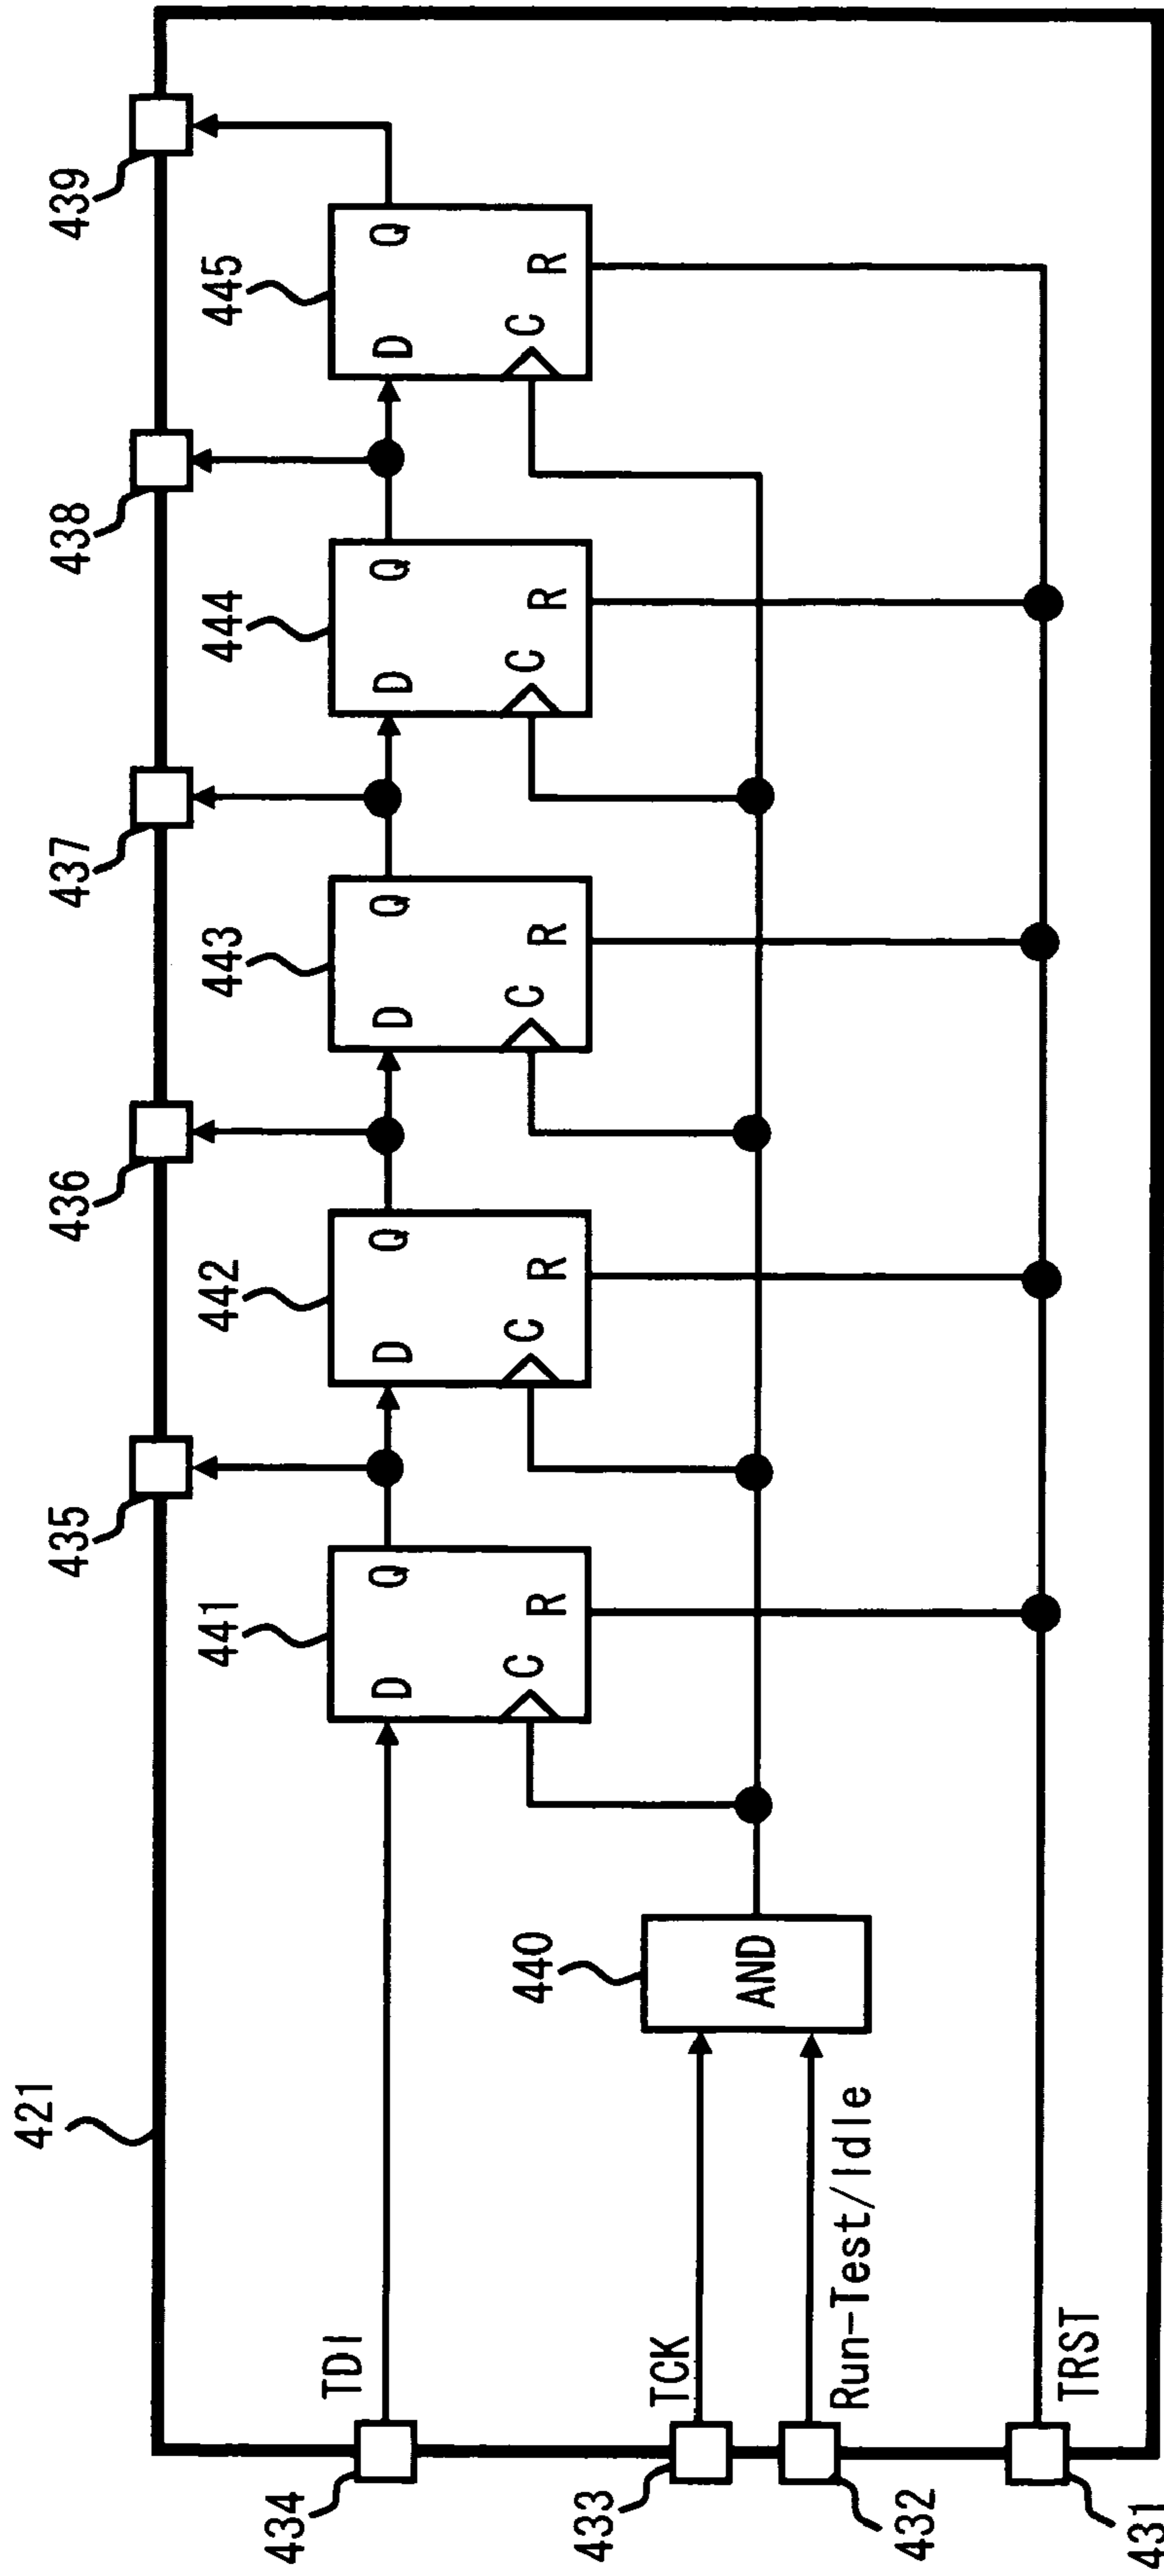 421
435
436
437
438
439
441
442
443
444
445
D Q
C R
D Q
C R
D Q
C R
D Q
C R
D Q
C R
440
AND
434
TDI
433
TCK
432
Run-Test/Idle
431
TRST